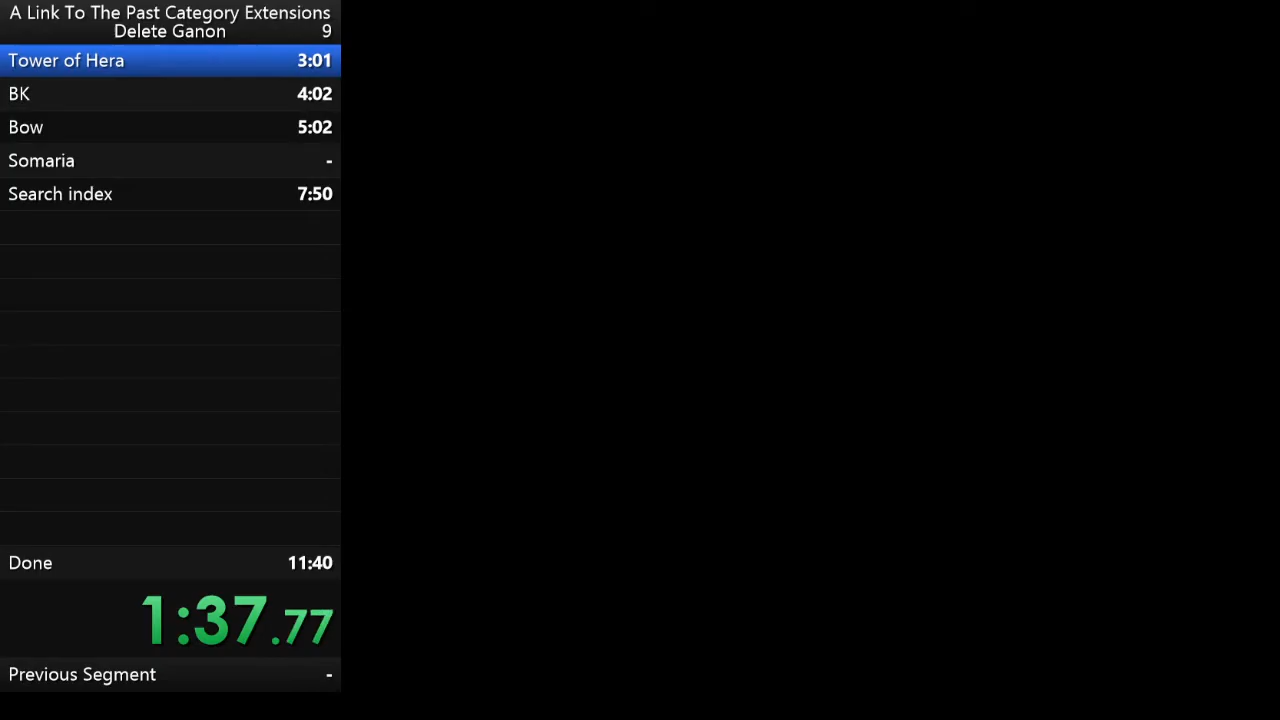 A Link To The Past Category Extensions
Delete Ganon 9
Tower of Hera 3:01
BK 4:02
Bow 5:02
Somaria -
Search index 7:50
Done 11:40
1:37.77
Previous Segment -